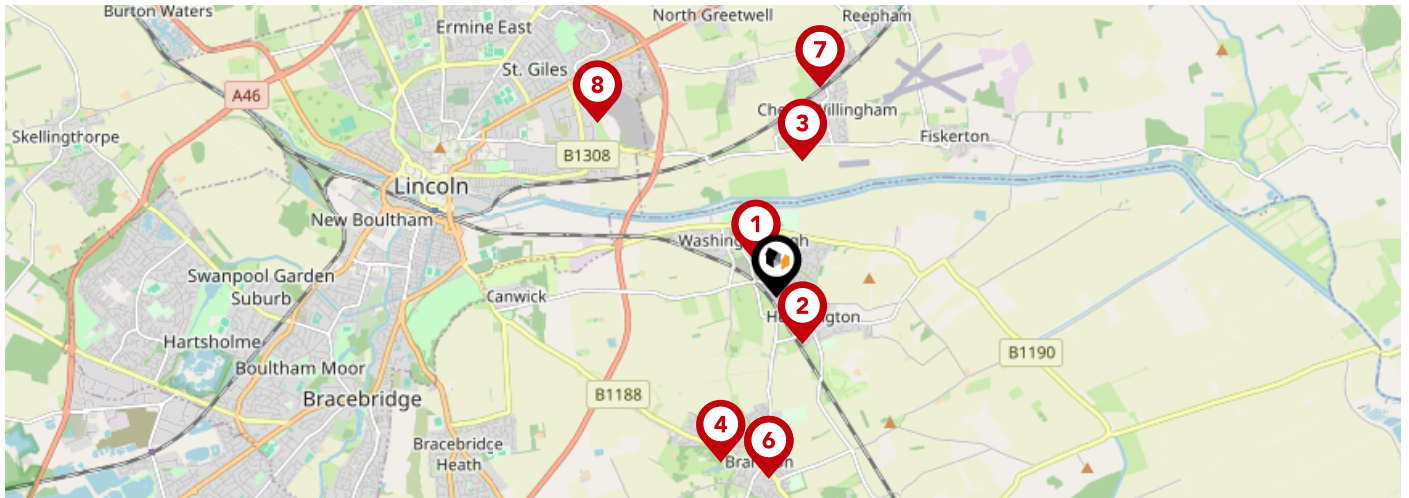 Burton Waters
North Greetwell
Reepham
Ermine East
7
St. Giles
8
A46
3
Skellingthorpe
Fiskerton
B1308
Lincoln
New Boultham
1
Swanpool Garden
Suburb
Canwick
2
Hartsholme
B1190
Boultham Moor
B1188
Bracebridge
4
6
Bracebridge
Heath